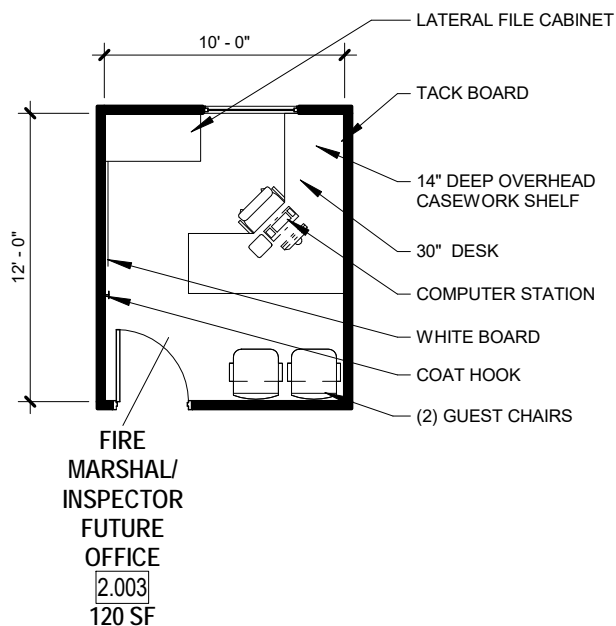 10' - 0"
LATERAL FILE CABINET
TACK BOARD
14" DEEP OVERHEAD
CASEWORK SHELF
30" DESK
12' - 0"
COMPUTER STATION
WHITE BOARD
COAT HOOK
(2) GUEST CHAIRS
FIRE
MARSHAL/
INSPECTOR
FUTURE
OFFICE
2.003
120 SF